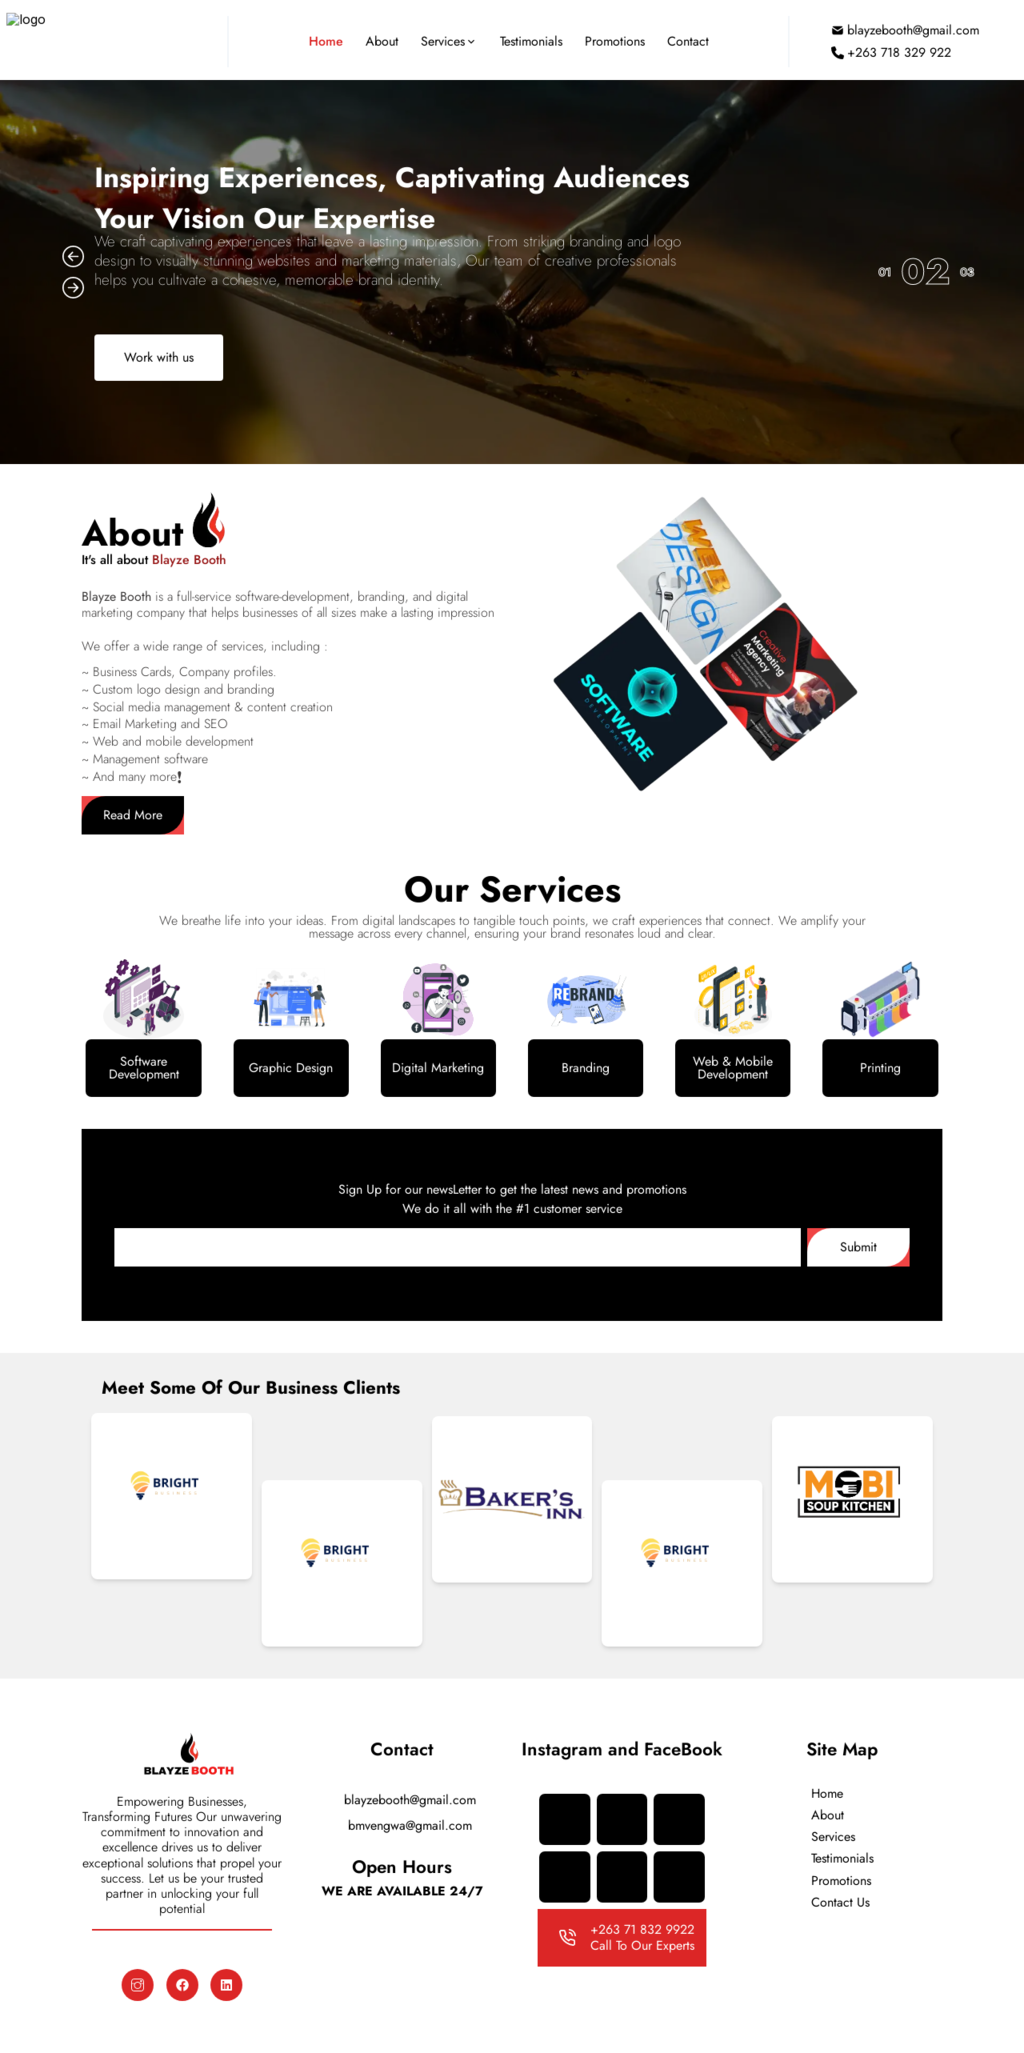 logo
Home
About
Services
Testimonials
Promotions
Contact
blayzebooth@gmail.com
+263 718 329 922
Inspiring Experiences, Captivating Audiences
Your Vision Our Expertise
We craft captivating experiences that leave a lasting impression. From striking branding and logo
design to visually stunning websites and marketing materials, Our team of creative professionals
helps you cultivate a cohesive, memorable brand identity.
01 02 03
Work with us
About
It's all about Blayze Booth
Blayze Booth is a full-service software-development, branding, and digital
marketing company that helps businesses of all sizes make a lasting impression
We offer a wide range of services, including :
~ Business Cards, Company profiles.
~ Custom logo design and branding
~ Social media management & content creation
~ Email Marketing and SEO
~ Web and mobile development
~ Management software
~ And many more!
Read More
WEB
DESIGN
SOFTWARE
DEVELOPMENT
Creative
Marketing
Agency
Our Services
We breathe life into your ideas. From digital landscapes to tangible touch points, we craft experiences that connect. We amplify your
message across every channel, ensuring your brand resonates loud and clear.
REBRAND
Software
Development
Graphic Design
Digital Marketing
Branding
Web & Mobile
Development
Printing
Sign Up for our newsLetter to get the latest news and promotions
We do it all with the #1 customer service
Submit
Meet Some Of Our Business Clients
BRIGHT
BUSINESS
BRIGHT
BUSINESS
BAKER'S
INN
BRIGHT
BUSINESS
MOBI
SOUP KITCHEN
BLAYZE BOOTH
Empowering Businesses,
Transforming Futures Our unwavering
commitment to innovation and
excellence drives us to deliver
exceptional solutions that propel your
success. Let us be your trusted
partner in unlocking your full
potential
Contact
blayzebooth@gmail.com
bmvengwa@gmail.com
Open Hours
WE ARE AVAILABLE 24/7
Instagram and FaceBook
+263 71 832 9922
Call To Our Experts
Site Map
Home
About
Services
Testimonials
Promotions
Contact Us